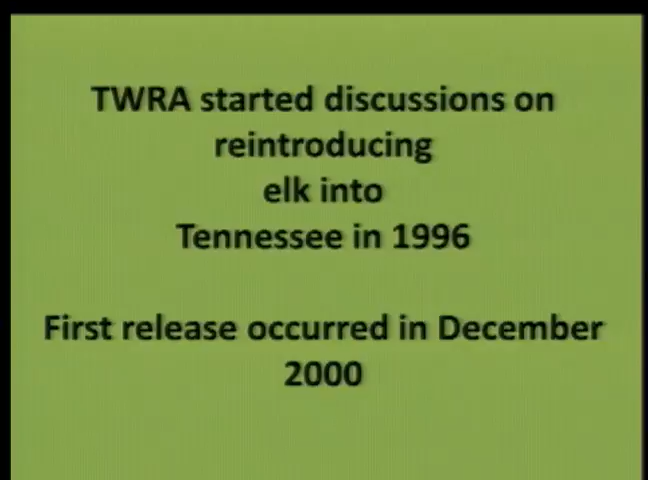 TWRA started discussions on
reintroducing
elk into
Tennessee in 1996
First release occurred in December
2000